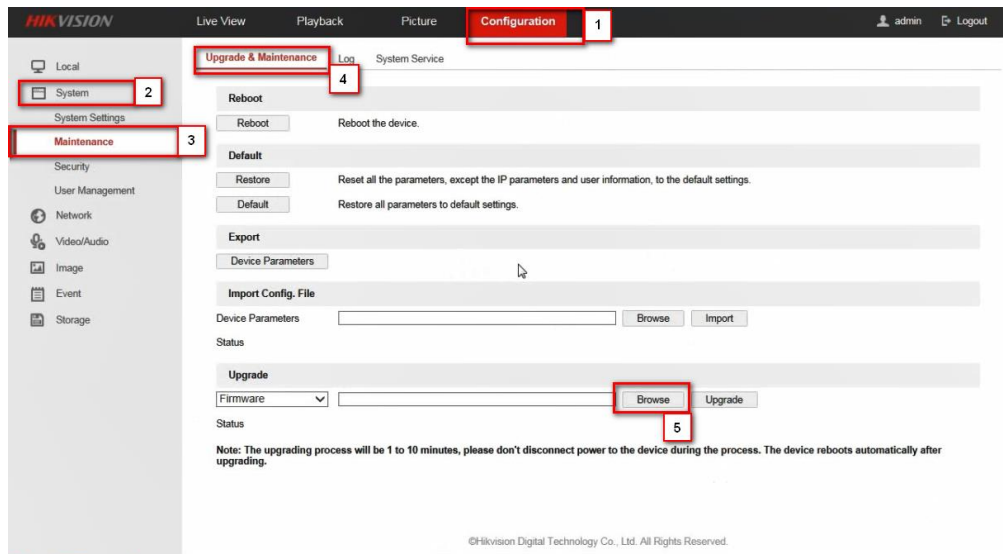 HIKVISION Live View Playback Picture Configuration 1 admin Logout
Upgrade & Maintenance Log System Service
4
Local
System 2
System Settings
Maintenance 3
Security
User Management
Network
Video/Audio
Image
Event
Storage
Reboot
Reboot Reboot the device.
Default
Restore Reset all the parameters, except the IP parameters and user information, to the default settings.
Default Restore all parameters to default settings.
Export
Device Parameters
Import Config. File
Device Parameters Browse Import
Status
Upgrade
Firmware Browse Upgrade
Status 5
Note: The upgrading process will be 1 to 10 minutes, please don't disconnect power to the device during the process. The device reboots automatically after
upgrading.
©Hikvision Digital Technology Co., Ltd. All Rights Reserved.